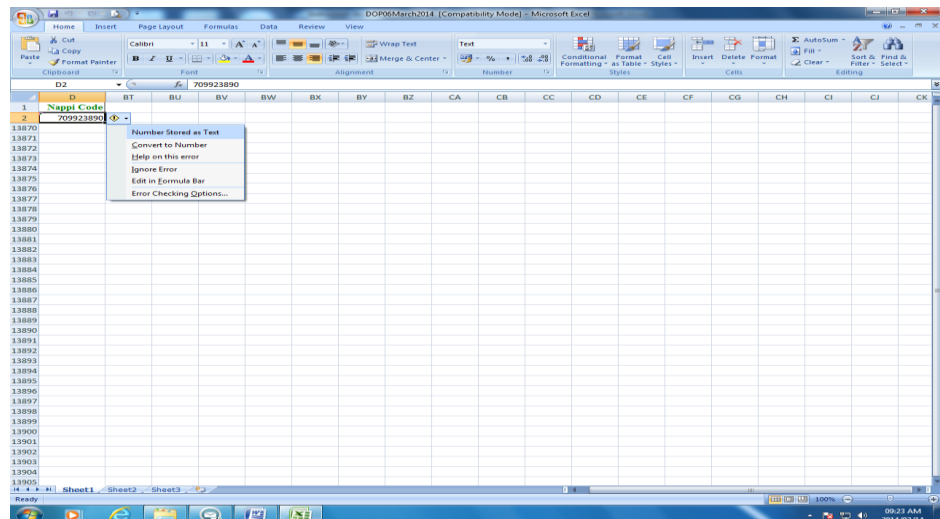 DOP06March2014 [Compatibility Mode] - Microsoft Excel
Home Insert Page Layout Formulas Data Review View
Paste
Cut
Copy
Format Painter
Clipboard
Calibri 11 A A
B I U A
Font
Wrap Text
Merge & Center
Alignment
Text
% ,
Number
Conditional Formatting
Format as Table
Cell Styles
Styles
Insert Delete Format
Cells
Σ AutoSum
Fill
Clear
Sort & Filter
Find & Select
Editing
D2 fx 709923890
D BT BU BV BW BX BY BZ CA CB CC CD CE CF CG CH CI CJ CK
1 Nappi Code
2 709923890
Number Stored as Text
Convert to Number
Help on this error
Ignore Error
Edit in Formula Bar
Error Checking Options...
13870
13871
13872
13873
13874
13875
13876
13877
13878
13879
13880
13881
13882
13883
13884
13885
13886
13887
13888
13889
13890
13891
13892
13893
13894
13895
13896
13897
13898
13899
13900
13901
13902
13903
13904
13905
Sheet1 Sheet2 Sheet3
Ready 100%
09:23 AM